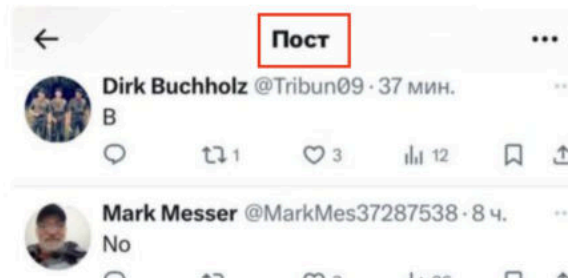 Пост
Dirk Buchholz @Tribun09 · 37 мин.
В
1 3 12
Mark Messer @MarkMes37287538 · 8 ч.
No